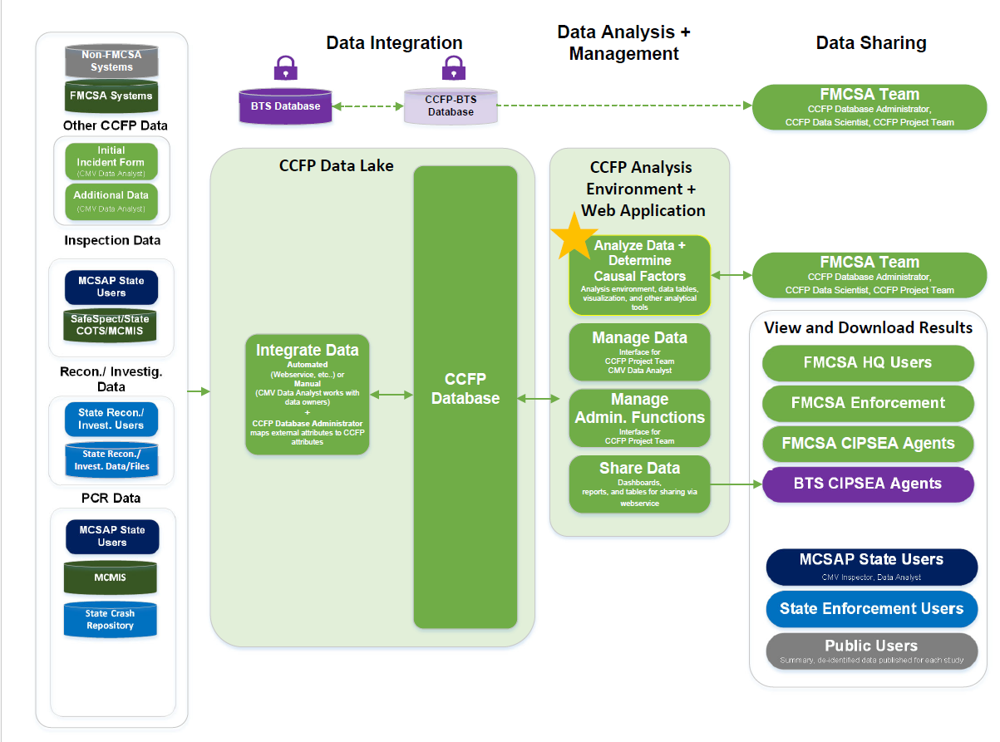 Data Integration
Data Analysis +
Management
Data Sharing
Non-FMCSA
Systems
FMCSA Systems
Other CCFP Data
Initial
Incident Form
(CMV Data Analyst)
Additional Data
(CMV Data Analyst)
Inspection Data
MCSAP State
Users
SafeSpect/State
COTS/MCMIS
Recon./ Investig.
Data
State Recon./
Invest. Users
State Recon./
Invest. Data/Files
PCR Data
MCSAP State
Users
MCMIS
State Crash
Repository
BTS Database
CCFP-BTS
Database
CCFP Data Lake
Integrate Data
Automated
(Webservice, etc..) or
Manual
(CMV Data Analyst works with
data owners)
+
CCFP Database Administrator
maps external attributes to CCFP
attributes
CCFP
Database
CCFP Analysis
Environment +
Web Application
Analyze Data +
Determine
Causal Factors
Analysis environment, data tables,
visualization, and other analytical
tools
Manage Data
Interface for
CCFP Project Team
CMV Data Analyst
Manage
Admin. Functions
Interface for
CCFP Project Team
Share Data
Dashboards,
reports, and tables for sharing via
webservice
FMCSA Team
CCFP Database Administrator,
CCFP Data Scientist, CCFP Project Team
FMCSA Team
CCFP Database Administrator,
CCFP Data Scientist, CCFP Project Team
View and Download Results
FMCSA HQ Users
FMCSA Enforcement
FMCSA CIPSEA Agents
BTS CIPSEA Agents
MCSAP State Users
CMV Inspector, Data Analyst
State Enforcement Users
Public Users
Summary, de-identified data published for each study